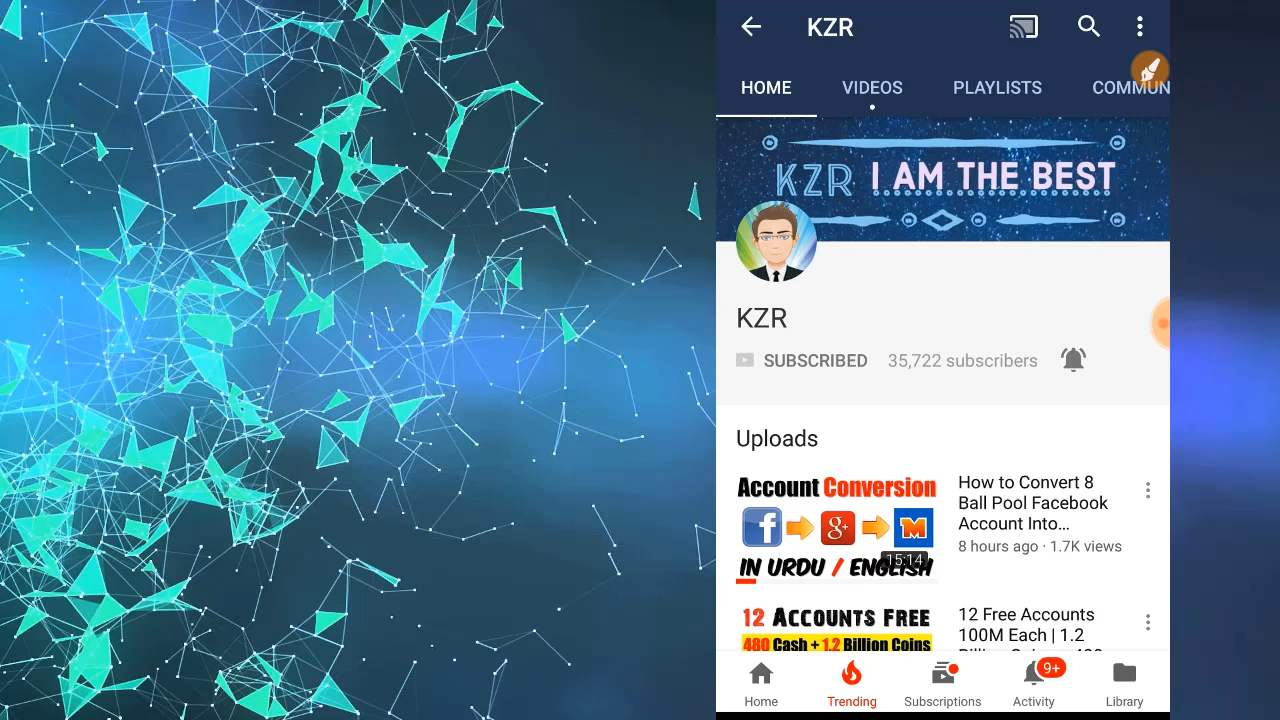 KZR
HOME VIDEOS PLAYLISTS COMMUN
KZR I AM THE BEST
KZR
SUBSCRIBED 35,722 subscribers
Uploads
Account Conversion
f g+ M
15:14
IN URDU / ENGLISH
How to Convert 8
Ball Pool Facebook
Account Into...
8 hours ago · 1.7K views
12 ACCOUNTS FREE
480 Cash + 1.2 Billion Coins
12 Free Accounts
100M Each | 1.2
9+
Home Trending Subscriptions Activity Library